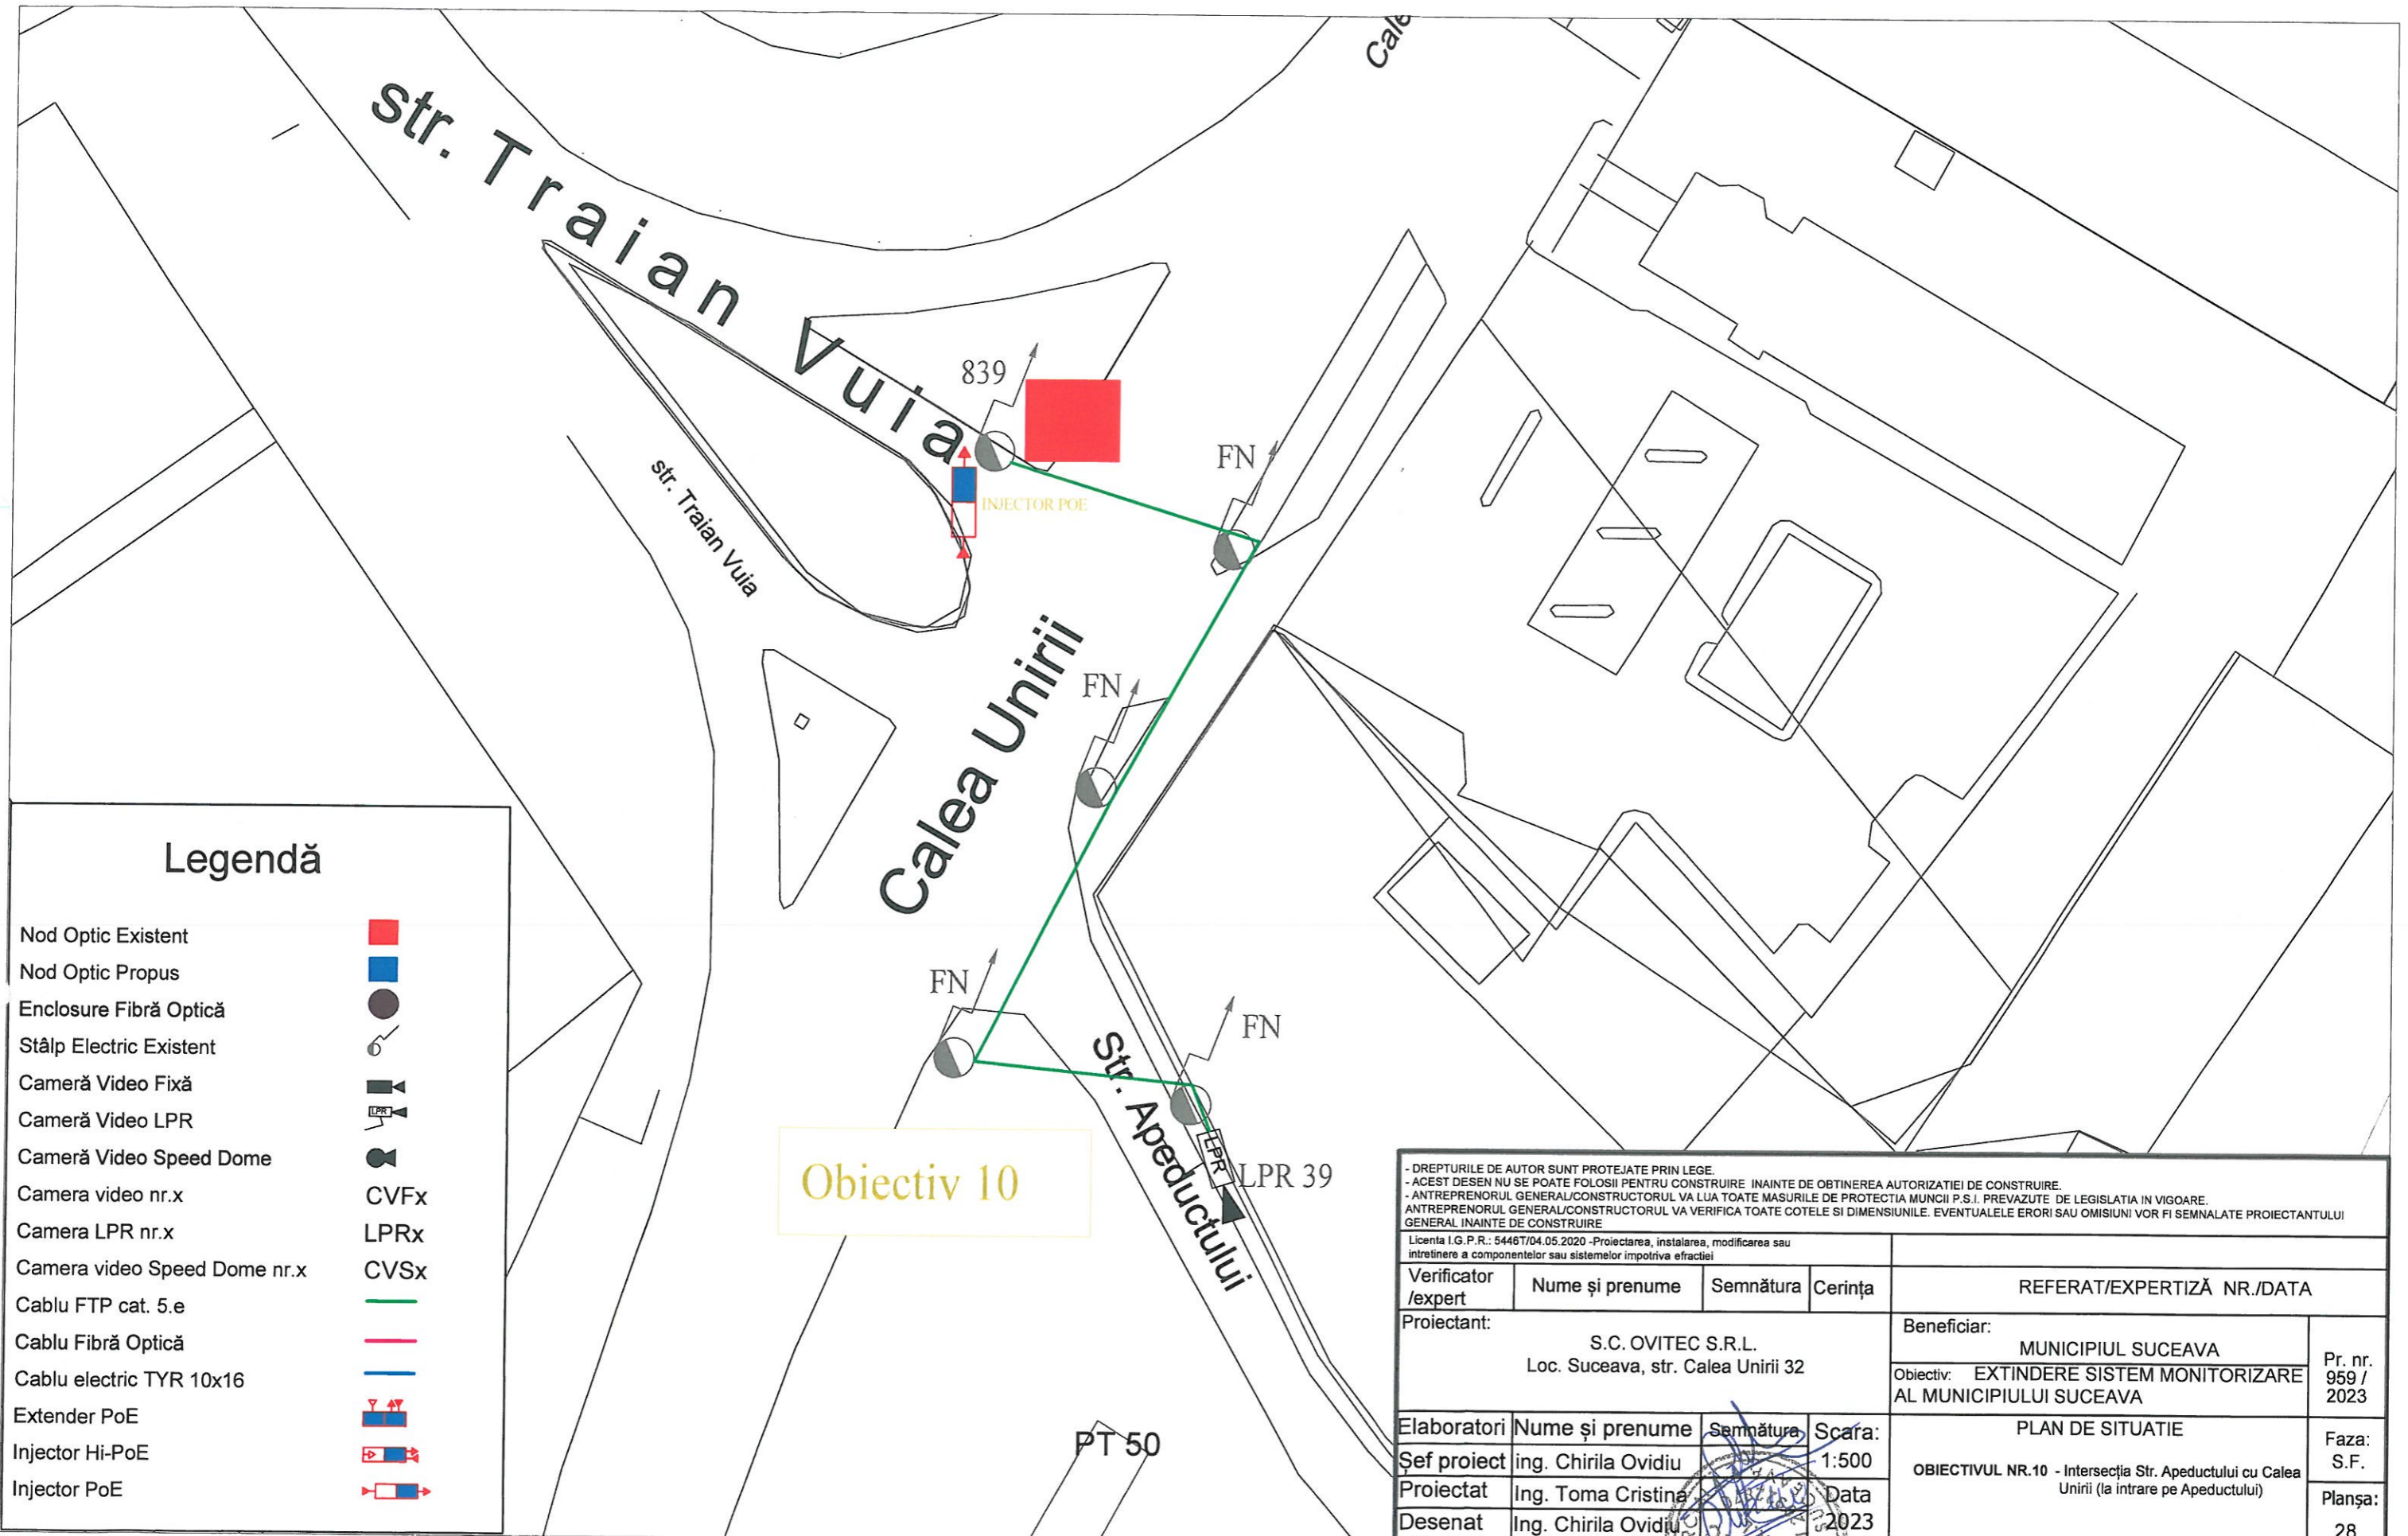 Cale
str. Traian Vuia
839
FN
INJECTOR POE
str. Traian Vuia
Calea Unirii
FN
FN
FN
Str. Apeductului
LPR
LPR 39
Obiectiv 10
PT 50
Legendă
Nod Optic Existent
Nod Optic Propus
Enclosure Fibră Optică
Stâlp Electric Existent
Cameră Video Fixă
Cameră Video LPR LPR
Cameră Video Speed Dome
Camera video nr.x CVFx
Camera LPR nr.x LPRx
Camera video Speed Dome nr.x CVSx
Cablu FTP cat. 5.e
Cablu Fibră Optică
Cablu electric TYR 10x16
Extender PoE
Injector Hi-PoE
Injector PoE
- DREPTURILE DE AUTOR SUNT PROTEJATE PRIN LEGE.
- ACEST DESEN NU SE POATE FOLOSII PENTRU CONSTRUIRE INAINTE DE OBTINEREA AUTORIZATIEI DE CONSTRUIRE.
- ANTREPRENORUL GENERAL/CONSTRUCTORUL VA LUA TOATE MASURILE DE PROTECTIA MUNCII P.S.I. PREVAZUTE DE LEGISLATIA IN VIGOARE.
ANTREPRENORUL GENERAL/CONSTRUCTORUL VA VERIFICA TOATE COTELE SI DIMENSIUNILE. EVENTUALELE ERORI SAU OMISIUNI VOR FI SEMNALATE PROIECTANTULUI
GENERAL INAINTE DE CONSTRUIRE
Licenta I.G.P.R.: 5446T/04.05.2020 -Proiectarea, instalarea, modificarea sau
intretinere a componentelor sau sistemelor impotriva efractiei
Verificator
/expert
Nume și prenume
Semnătura
Cerința
REFERAT/EXPERTIZĂ NR./DATA
Proiectant:
S.C. OVITEC S.R.L.
Loc. Suceava, str. Calea Unirii 32
Beneficiar:
MUNICIPIUL SUCEAVA
Obiectiv: EXTINDERE SISTEM MONITORIZARE
AL MUNICIPIULUI SUCEAVA
Pr. nr.
959 /
2023
Elaboratori
Nume și prenume
Semnătura
Scara:
1:500
Șef proiect
ing. Chirila Ovidiu
Proiectat
Ing. Toma Cristina
Data
2023
Desenat
Ing. Chirila Ovidiu
PLAN DE SITUATIE
OBIECTIVUL NR.10 - Intersecția Str. Apeductului cu Calea
Unirii (la intrare pe Apeductului)
Faza:
S.F.
Planșa:
28